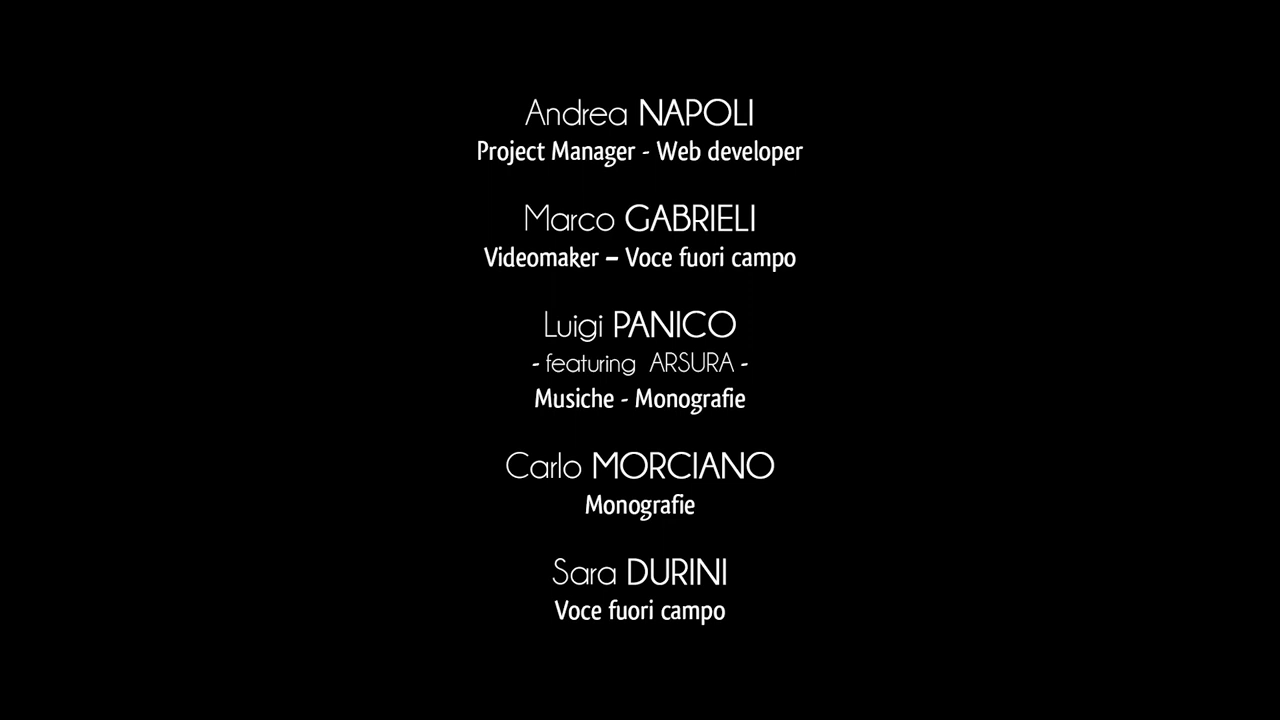 Andrea NAPOLI
Project Manager - Web developer
Marco GABRIELI
Videomaker – Voce fuori campo
Luigi PANICO
- featuring ARSURA -
Musiche - Monografie
Carlo MORCIANO
Monografie
Sara DURINI
Voce fuori campo